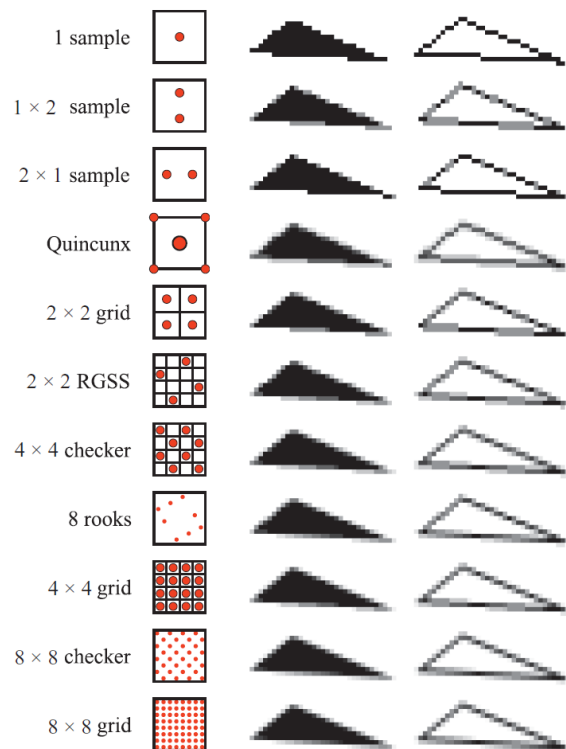 1 sample
1 × 2 sample
2 × 1 sample
Quincunx
2 × 2 grid
2 × 2 RGSS
4 × 4 checker
8 rooks
4 × 4 grid
8 × 8 checker
8 × 8 grid